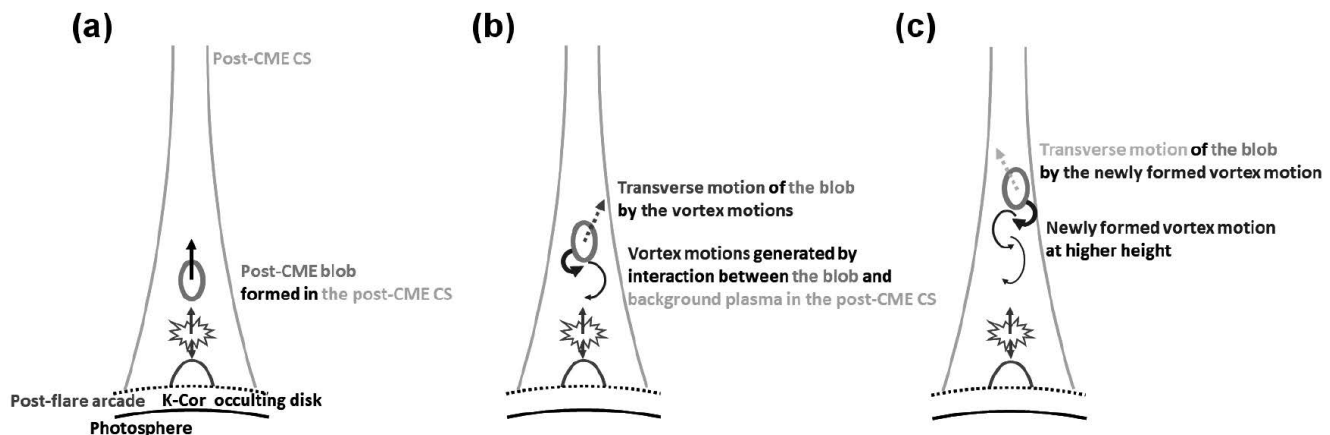 (a)
Post-CME CS
Post-CME blob
formed in the post-CME CS
Post-flare arcade K-Cor occulting disk
Photosphere
(b)
Transverse motion of the blob
by the vortex motions
Vortex motions generated by
interaction between the blob and
background plasma in the post-CME CS
(c)
Transverse motion of the blob
by the newly formed vortex motion
Newly formed vortex motion
at higher height